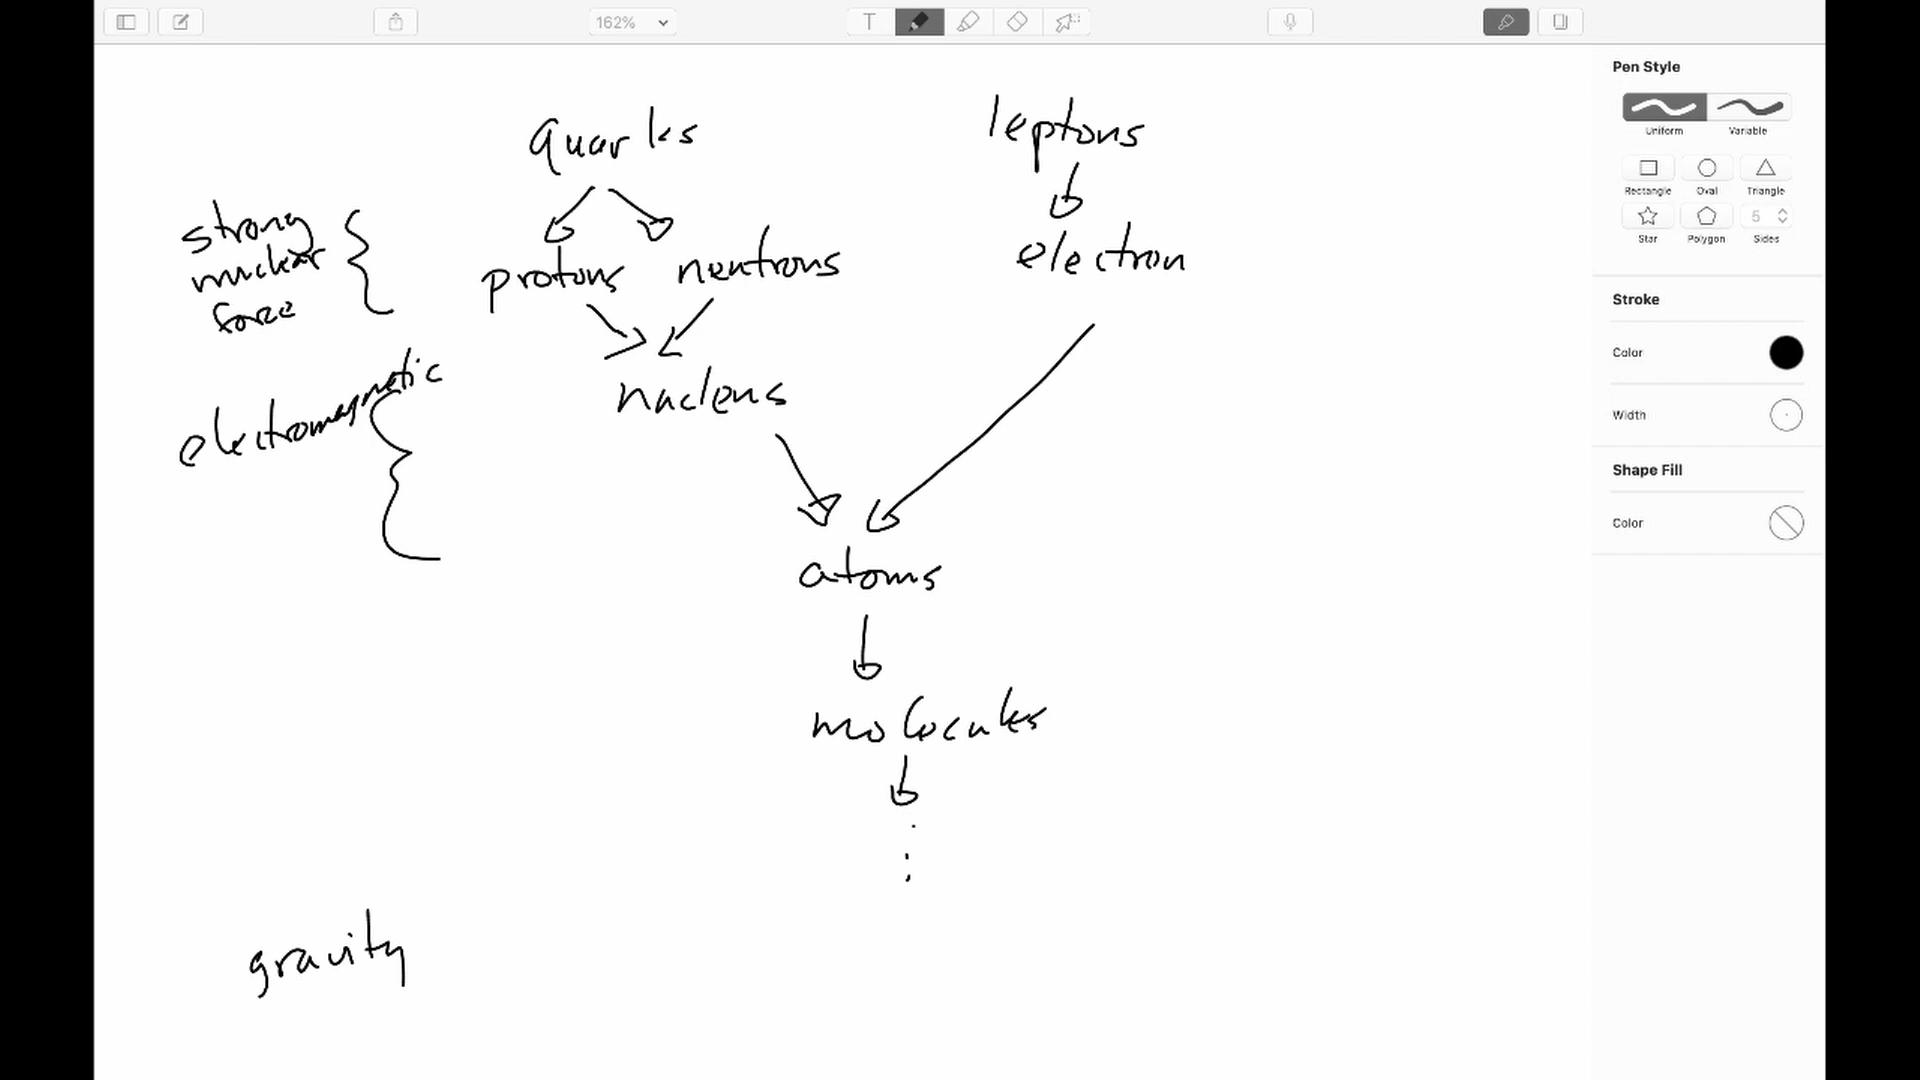 162%
T
Pen Style
Uniform
Variable
Rectangle
Oval
Triangle
5
Star
Polygon
Sides
Stroke
Color
Width
Shape Fill
Color
quarks
leptons
strong
nuclear
force
protons
neutrons
electron
nucleus
electromagnetic
atoms
molecules
gravity